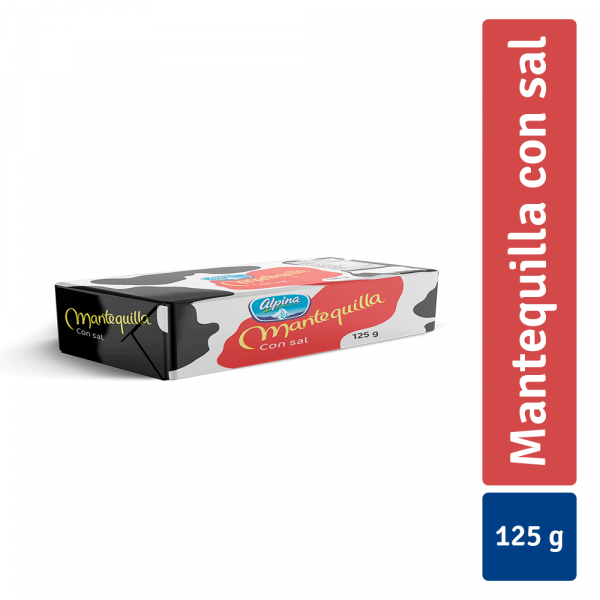 alpina
Mantequilla
Con sal
125 g
Mantequilla
Con sal
Mantequilla con sal
125 g